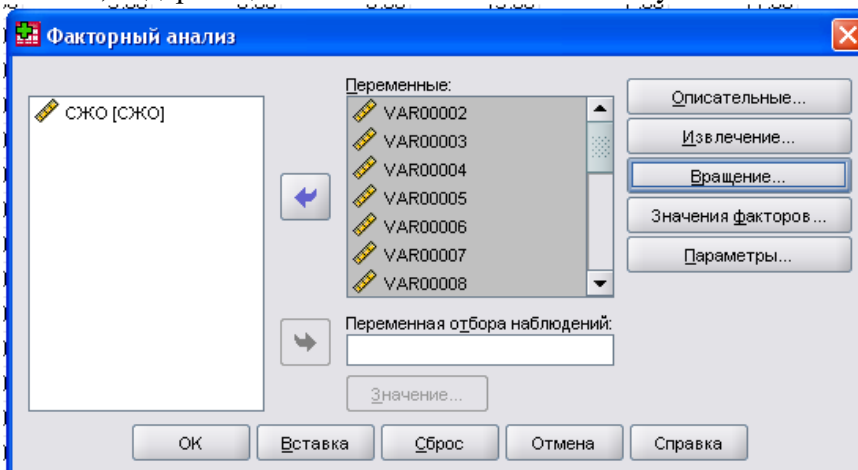 Факторный анализ
СЖО [СЖО]
Переменные:
VAR00002
VAR00003
VAR00004
VAR00005
VAR00006
VAR00007
VAR00008
Переменная отбора наблюдений:
Значение...
Описательные...
Извлечение...
Вращение...
Значения факторов...
Параметры...
OK
Вставка
Сброс
Отмена
Справка